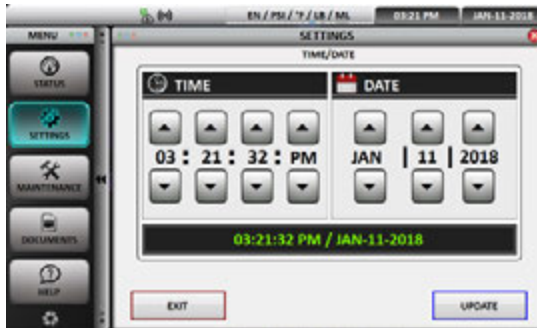 EN / PSI / °F / LB / ML
03:21 PM
JAN-11-2018
MENU
SETTINGS
TIME/DATE
STATUS
SETTINGS
MAINTENANCE
DOCUMENTS
HELP
TIME
DATE
03 : 21 : 32 : PM
JAN | 11 | 2018
03:21:32 PM / JAN-11-2018
EXIT
UPDATE